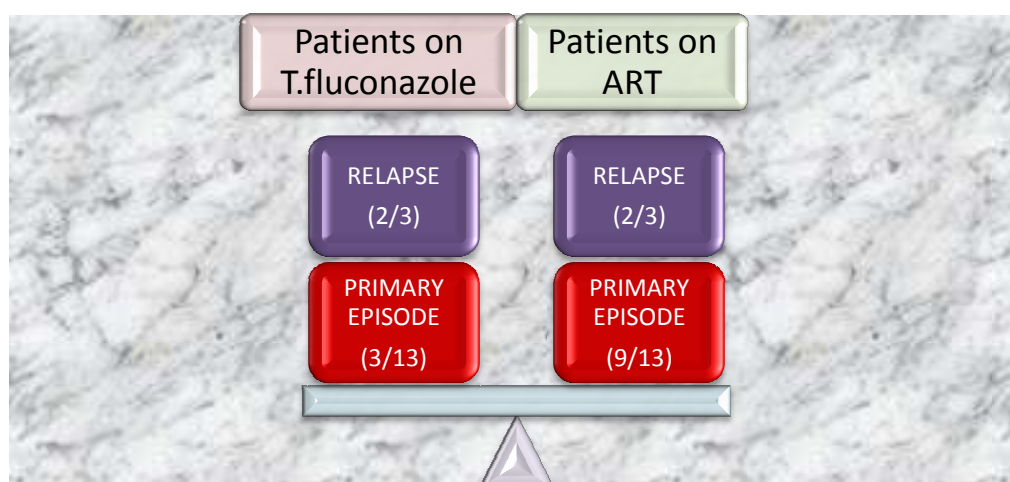 Patients on
T.fluconazole
Patients on
ART
RELAPSE
(2/3)
RELAPSE
(2/3)
PRIMARY
EPISODE
(3/13)
PRIMARY
EPISODE
(9/13)